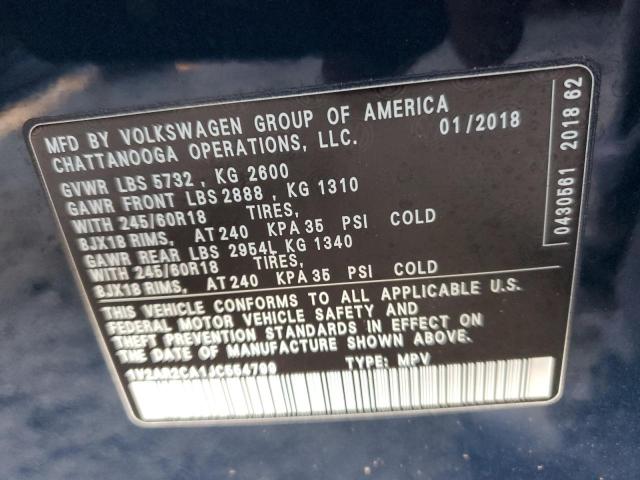 MFD BY VOLKSWAGEN GROUP OF AMERICA
CHATTANOOGA OPERATIONS, LLC. 01/2018
GVWR LBS 5732 , KG 2600
GAWR FRONT LBS 2888 , KG 1310
WITH 245/60R18 TIRES,
8JX18 RIMS, AT 240 KPA 35 PSI COLD
GAWR REAR LBS 2954L KG 1340
WITH 245/60R18 TIRES,
8JX18 RIMS, AT 240 KPA 35 PSI COLD
THIS VEHICLE CONFORMS TO ALL APPLICABLE U.S.
FEDERAL MOTOR VEHICLE SAFETY AND
THEFT PREVENTION STANDARDS IN EFFECT ON
THE DATE OF MANUFACTURE SHOWN ABOVE.
1V2AR2CA1JC554799 TYPE: MPV
0430561 2018 62